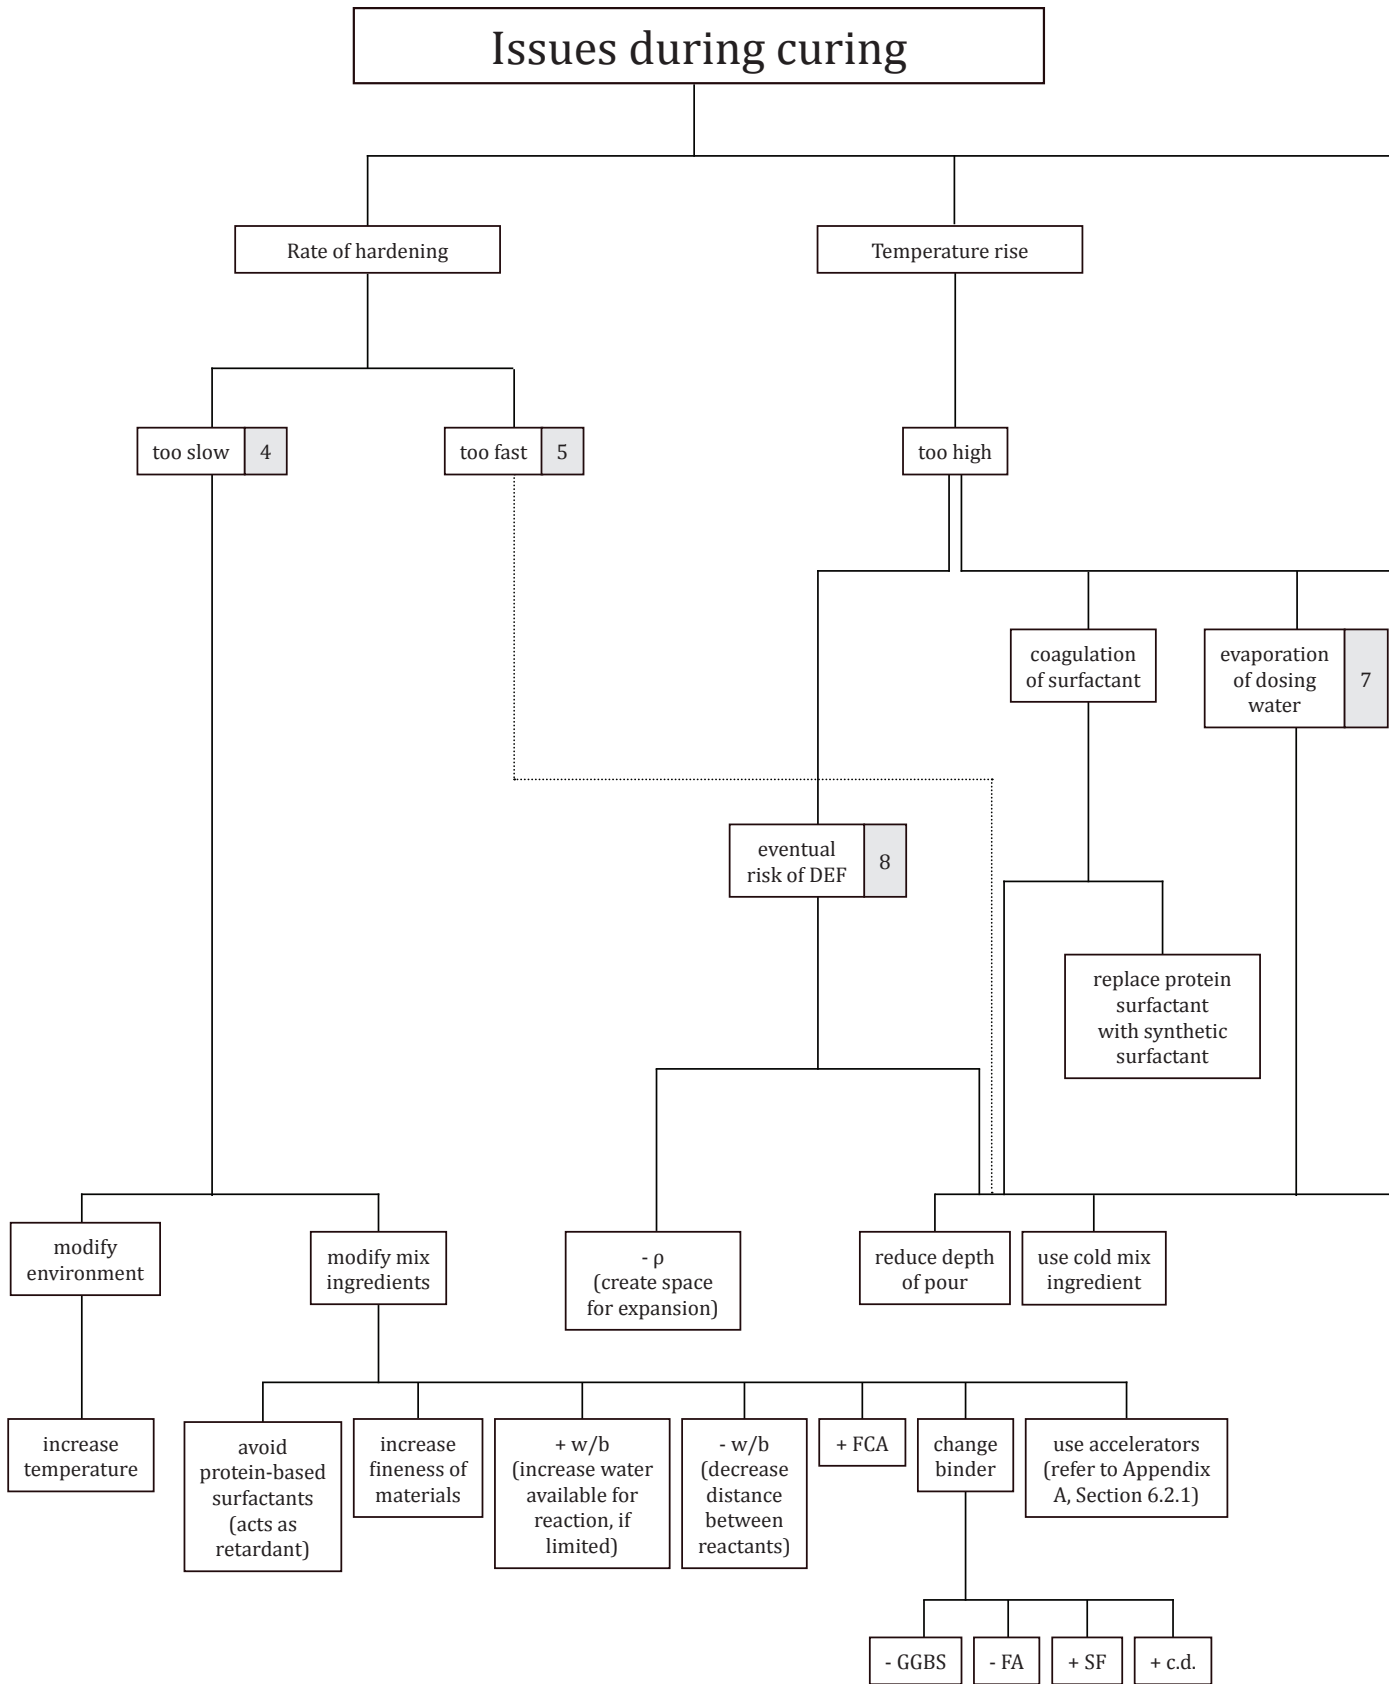 Issues during curing
Rate of hardening
Temperature rise
too slow
4
too fast
5
too high
coagulation
of surfactant
evaporation
of dosing
water
7
eventual
risk of DEF
8
replace protein
surfactant
with synthetic
surfactant
modify
environment
modify mix
ingredients
- ρ
(create space
for expansion)
reduce depth
of pour
use cold mix
ingredient
increase
temperature
avoid
protein-based
surfactants
(acts as
retardant)
increase
fineness of
materials
+ w/b
(increase water
available for
reaction, if
limited)
- w/b
(decrease
distance
between
reactants)
+ FCA
change
binder
use accelerators
(refer to Appendix
A, Section 6.2.1)
- GGBS
- FA
+ SF
+ c.d.